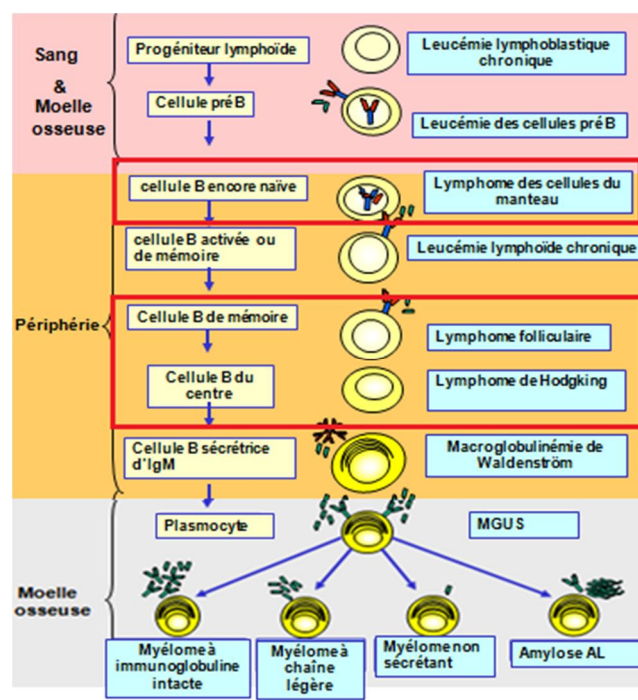 Sang
&
Moelle
osseuse
Progéniteur lymphoïde
Leucémie lymphoblastique
chronique
Cellule pré B
Leucémie des cellules pré B
Périphérie
cellule B encore naïve
Lymphome des cellules du
manteau
cellule B activée ou
de mémoire
Leucémie lymphoïde chronique
Cellule B de mémoire
Lymphome folliculaire
Cellule B du
centre
Lymphome de Hodgking
Cellule B sécrétrice
d'IgM
Macroglobulinémie de
Waldenström
Moelle
osseuse
Plasmocyte
MGUS
Myélome à
immunoglobuline
intacte
Myélome à
chaîne
légère
Myélome non
sécrétant
Amylose AL